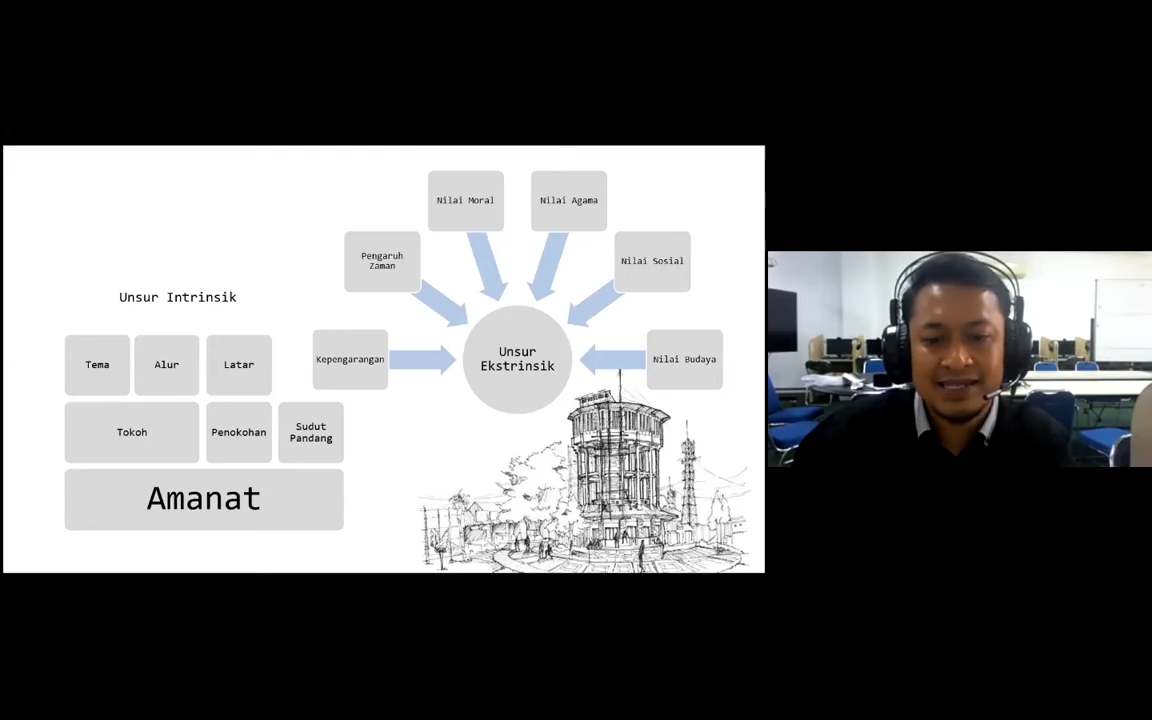 Unsur Intrinsik
Tema
Alur
Latar
Tokoh
Penokohan
Sudut
Pandang
Amanat
Kepengarangan
Pengaruh
Zaman
Nilai Moral
Nilai Agama
Nilai Sosial
Nilai Budaya
Unsur
Ekstrinsik